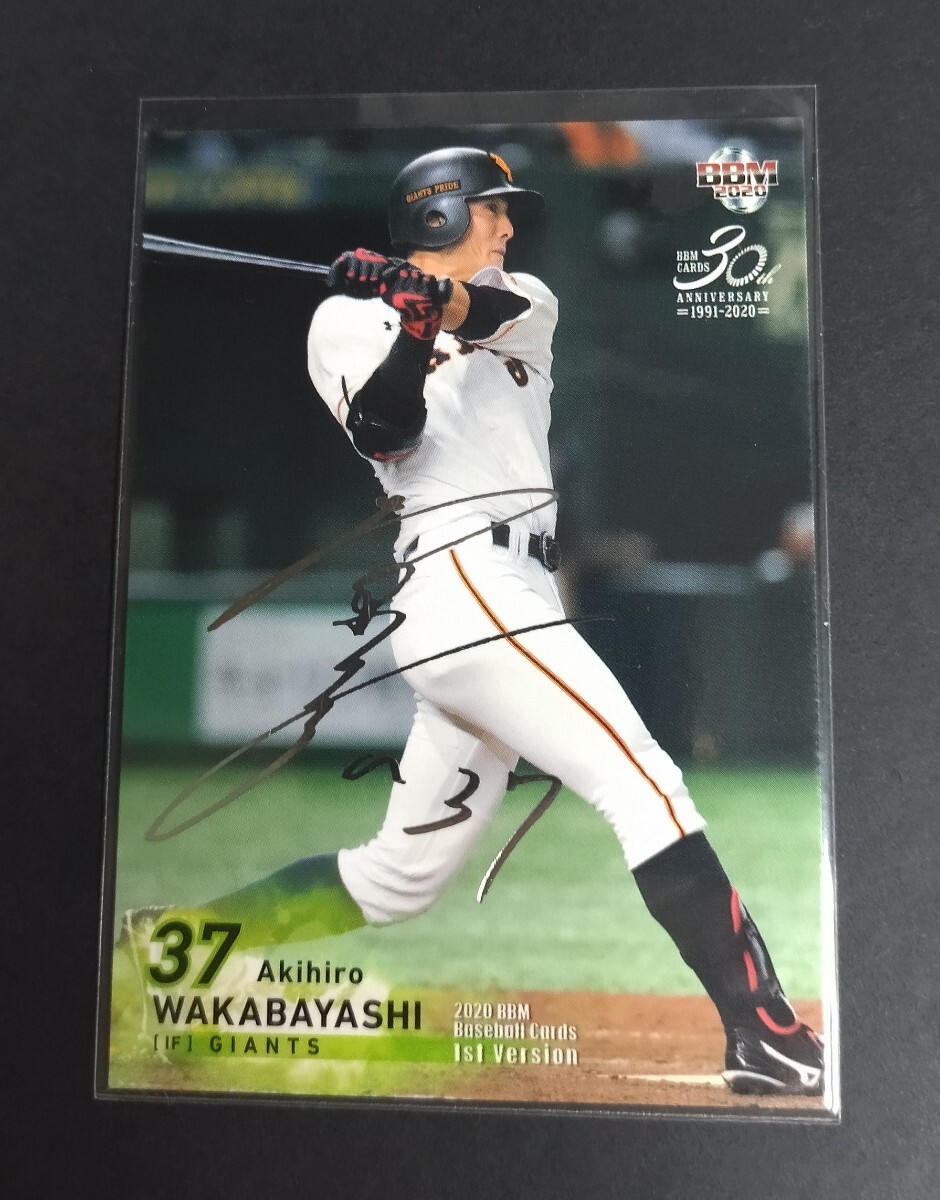 GIANTS PRIDE
BBM
2020
BBM
CARDS 30th
ANNIVERSARY
=1991-2020=
37
37 Akihiro
WAKABAYASHI
[IF] GIANTS
2020 BBM
Baseball Cards
1st Version